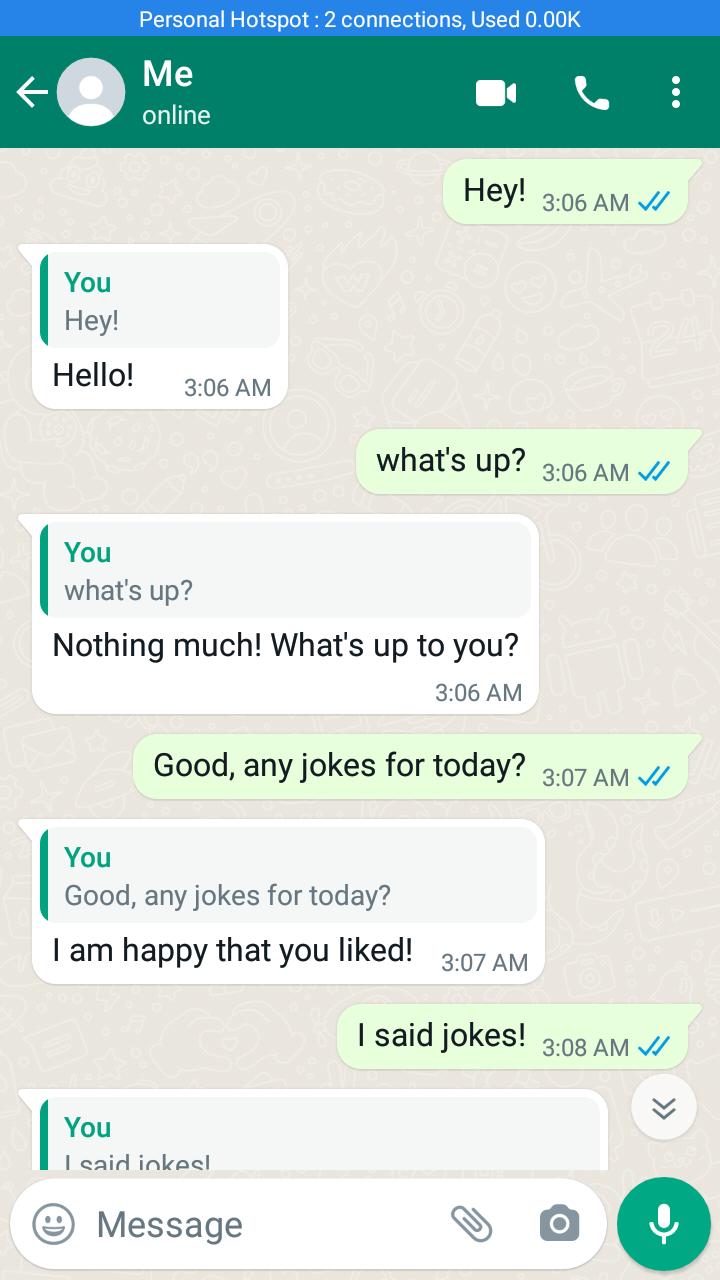 Personal Hotspot : 2 connections, Used 0.00K
Me
online
Hey! 3:06 AM
You
Hey!
Hello! 3:06 AM
what's up? 3:06 AM
You
what's up?
Nothing much! What's up to you?
3:06 AM
Good, any jokes for today? 3:07 AM
You
Good, any jokes for today?
I am happy that you liked! 3:07 AM
I said jokes! 3:08 AM
You
I said jokes!
Message